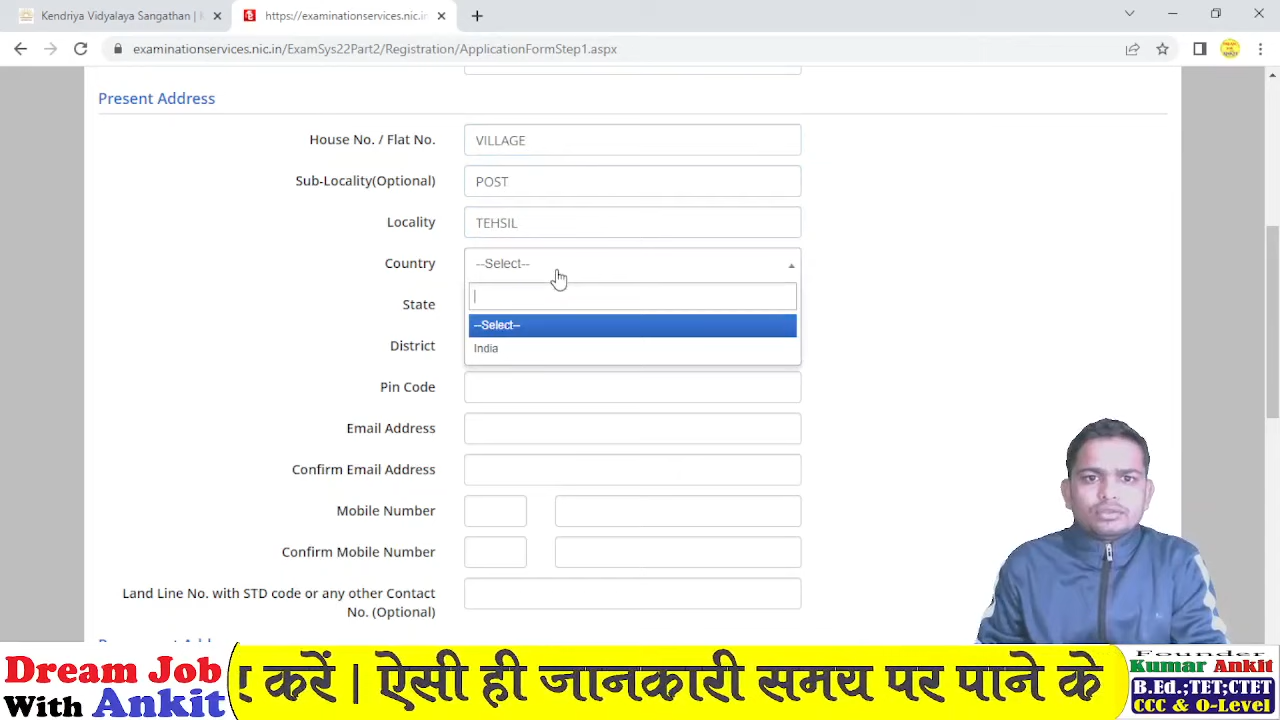 Kendriya Vidyalaya Sangathan |
https://examinationservices.nic.in
examinationservices.nic.in/ExamSys22Part2/Registration/ApplicationFormStep1.aspx
Present Address
House No. / Flat No. VILLAGE
Sub-Locality(Optional) POST
Locality TEHSIL
Country --Select--
State
--Select--
District India
Pin Code
Email Address
Confirm Email Address
Mobile Number
Confirm Mobile Number
Land Line No. with STD code or any other Contact
No. (Optional)
Dream Job
With Ankit
करें | ऐसी ही जानकारी समय पर पाने के
Founder
Kumar Ankit
B.Ed.;TET;CTET
CCC & O-Level